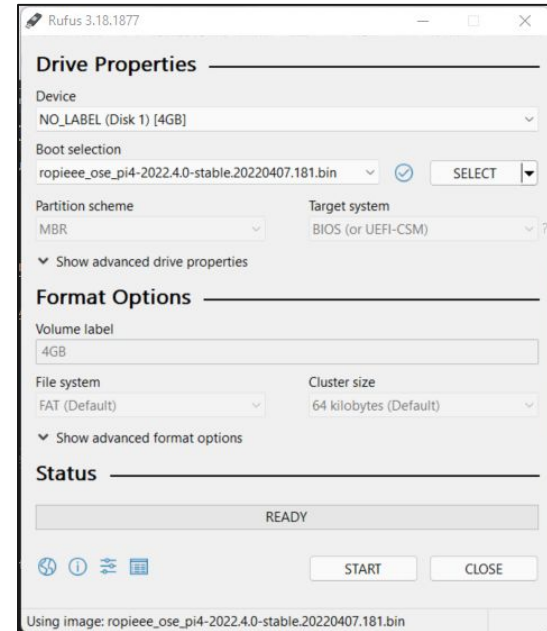 Rufus 3.18.1877
Drive Properties
Device
NO_LABEL (Disk 1) [4GB]
Boot selection
ropieee_ose_pi4-2022.4.0-stable.20220407.181.bin SELECT
Partition scheme Target system
MBR BIOS (or UEFI-CSM) ?
Show advanced drive properties
Format Options
Volume label
4GB
File system Cluster size
FAT (Default) 64 kilobytes (Default)
Show advanced format options
Status
READY
START CLOSE
Using image: ropieee_ose_pi4-2022.4.0-stable.20220407.181.bin